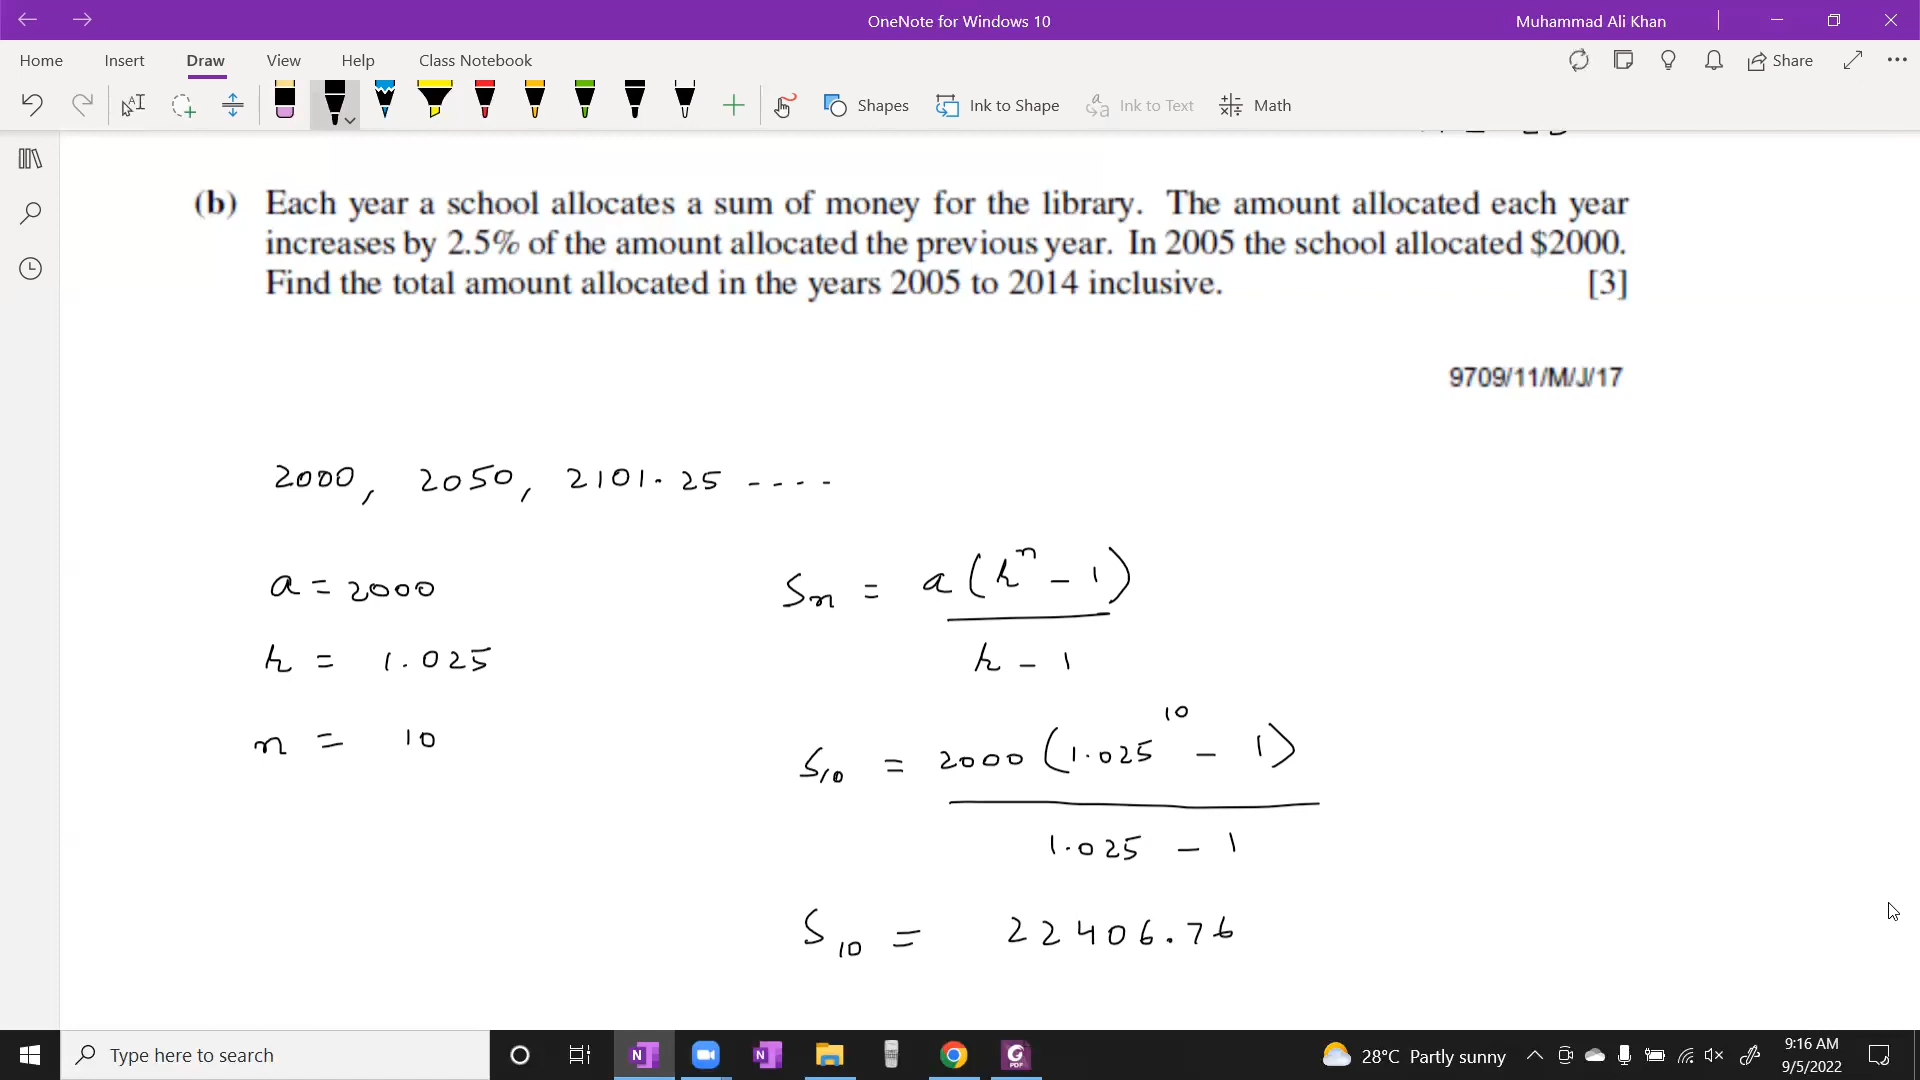 OneNote for Windows 10
Muhammad Ali Khan
Home Insert Draw View Help Class Notebook
Share
Shapes Ink to Shape Ink to Text Math
(b) Each year a school allocates a sum of money for the library. The amount allocated each year
increases by 2.5% of the amount allocated the previous year. In 2005 the school allocated $2000.
Find the total amount allocated in the years 2005 to 2014 inclusive. [3]
9709/11/M/J/17
2000, 2050, 2101.25 ----
a = 2000
r = 1.025
n = 10
Sn = a(r^n - 1)
r - 1
S10 = 2000(1.025^10 - 1)
1.025 - 1
S10 = 22406.76
Type here to search
28°C Partly sunny
9:16 AM
9/5/2022